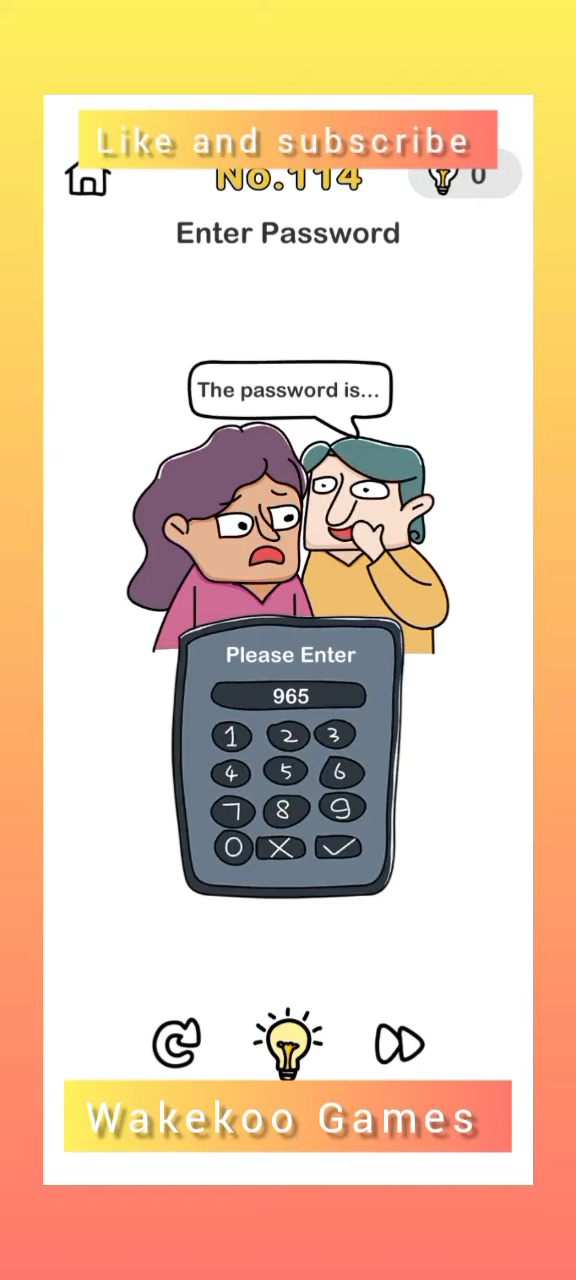 Like and subscribe
No.114
0
Enter Password
The password is...
Please Enter
965
1 2 3
4 5 6
7 8 9
0
Wakekoo Games